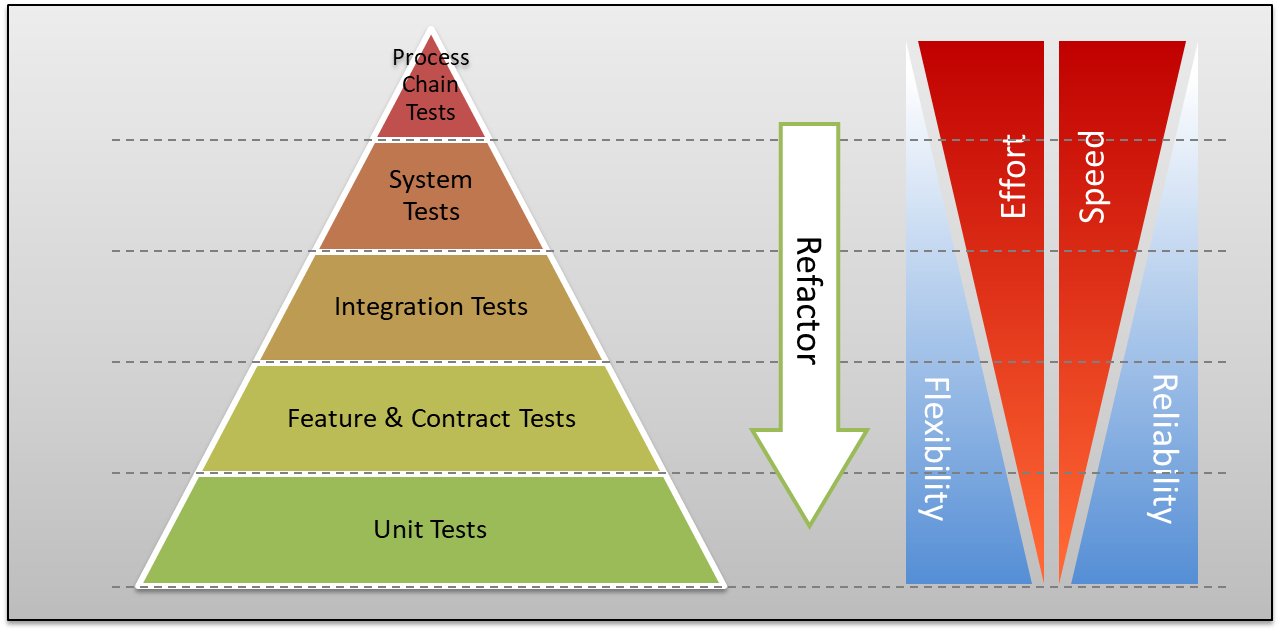 Process
Chain
Tests
System
Tests
Integration Tests
Feature & Contract Tests
Unit Tests
Refactor
Effort
Speed
Flexibility
Reliability